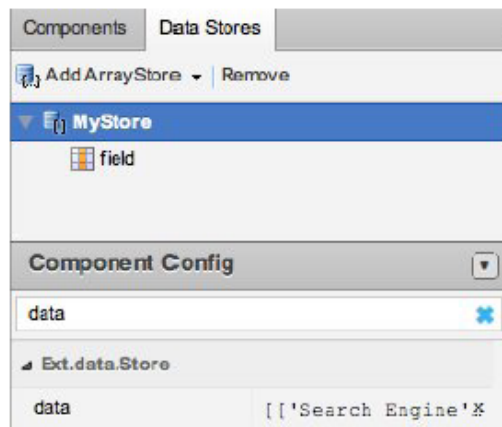 Components Data Stores
Add ArrayStore Remove
MyStore
field
Component Config
data
Ext.data.Store
data [['Search Engine'